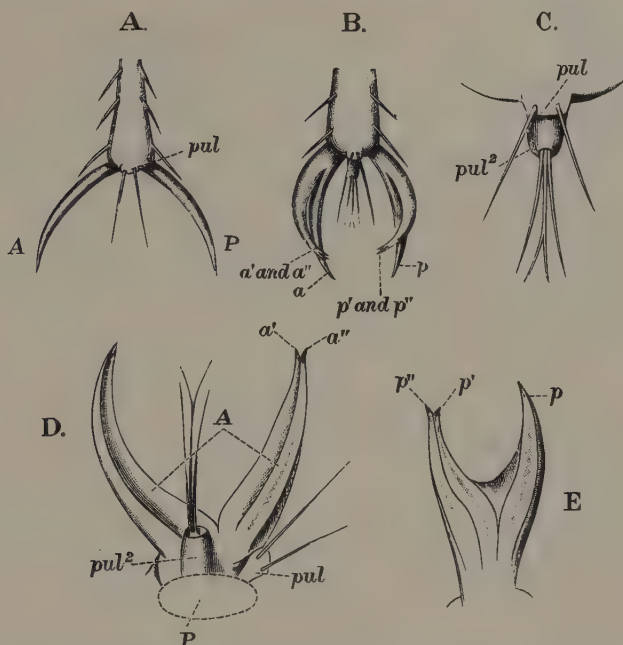 A.
B.
C.
pul
pul
pul²
A
P
a' and a"
a
p' and p"
p
a'
a"
D.
A
p"
p'
p
E
pul²
pul
P